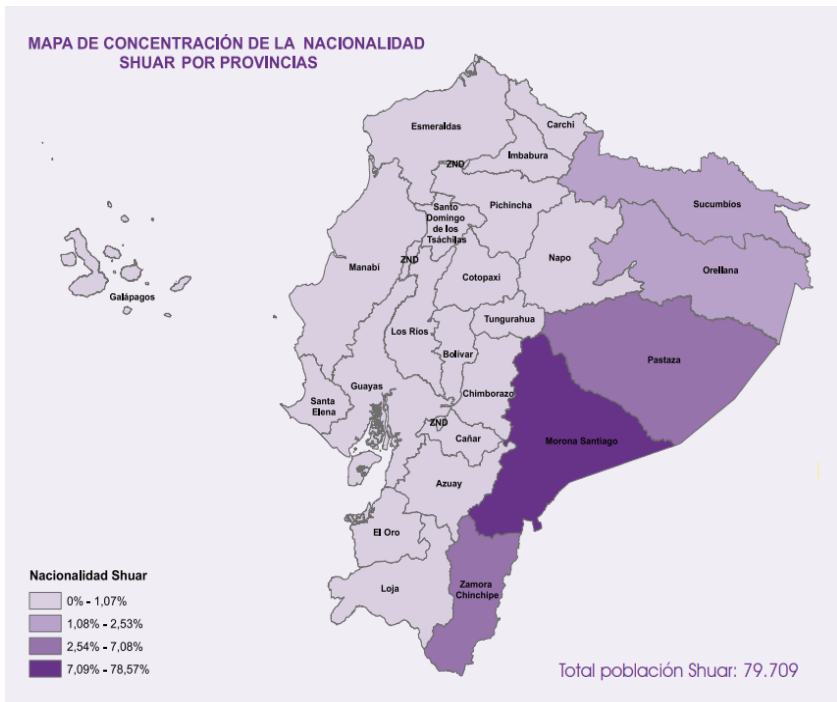 MAPA DE CONCENTRACIÓN DE LA NACIONALIDAD
SHUAR POR PROVINCIAS
Esmeraldas
Carchi
Imbabura
ZND
Sucumbíos
Pichincha
Santo
Domingo
de los
Tsáchilas
Napo
ZND
Manabí
Orellana
Cotopaxi
Galápagos
Tungurahua
Los Ríos
Bolívar
Pastaza
Guayas
Chimborazo
Santa
Elena
ZND
Cañar
Morona Santiago
Azuay
El Oro
Loja
Zamora
Chinchipe
Nacionalidad Shuar
0% - 1,07%
1,08% - 2,53%
2,54% - 7,08%
7,09% - 78,57%
Total población Shuar: 79.709